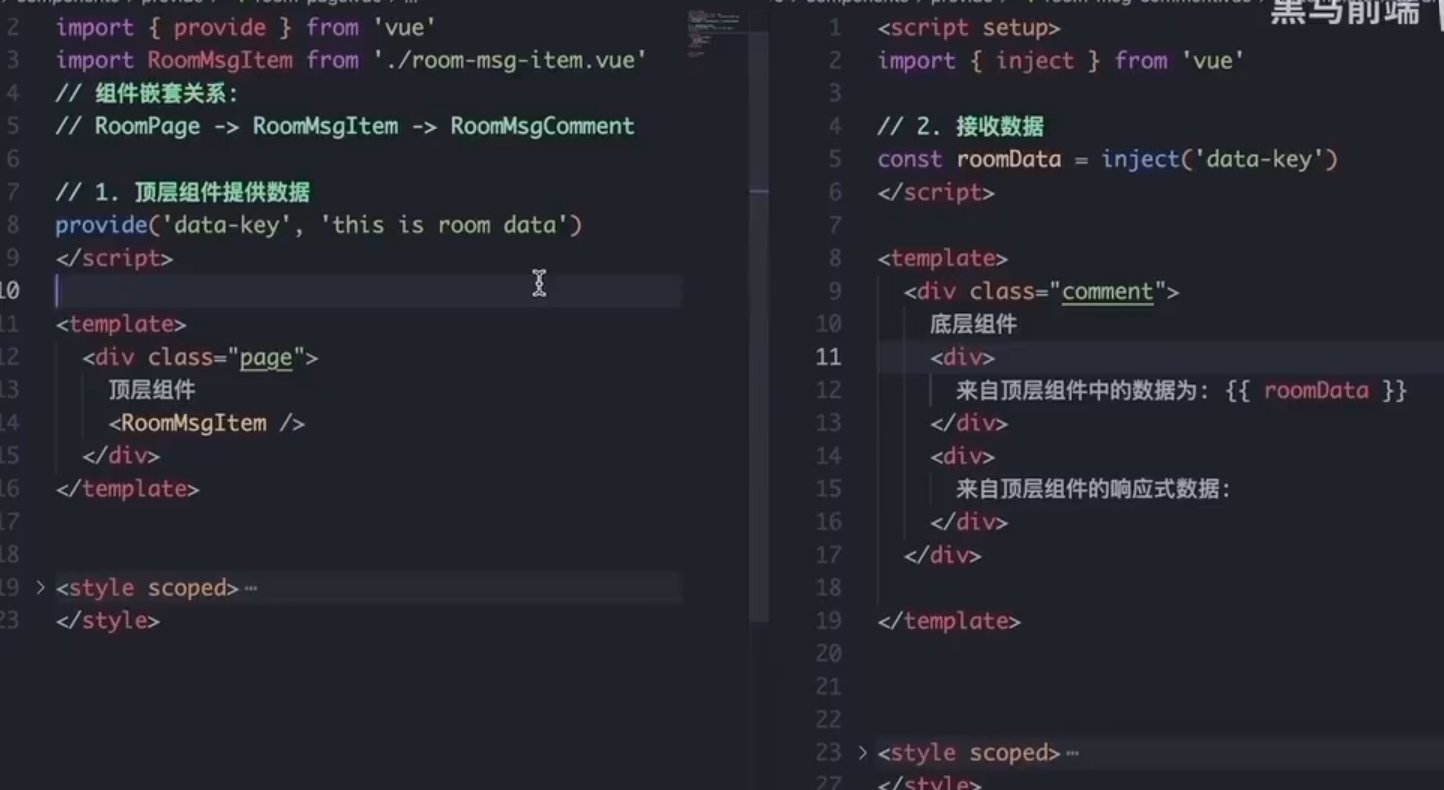 2 import { provide } from 'vue'
3 import RoomMsgItem from './room-msg-item.vue'
4 // 组件嵌套关系:
5 // RoomPage -> RoomMsgItem -> RoomMsgComment
6
7 // 1. 顶层组件提供数据
8 provide('data-key', 'this is room data')
9 </script>
10
11 <template>
12 <div class="page">
13 顶层组件
14 <RoomMsgItem />
15 </div>
16 </template>
17
18
19 <style scoped>…
23 </style>
黑马前端
1 <script setup>
2 import { inject } from 'vue'
3
4 // 2. 接收数据
5 const roomData = inject('data-key')
6 </script>
7
8 <template>
9 <div class="comment">
10 底层组件
11 <div>
12 来自顶层组件中的数据为: {{ roomData }}
13 </div>
14 <div>
15 来自顶层组件的响应式数据:
16 </div>
17 </div>
18
19 </template>
20
21
22
23 <style scoped>…
27 </style>